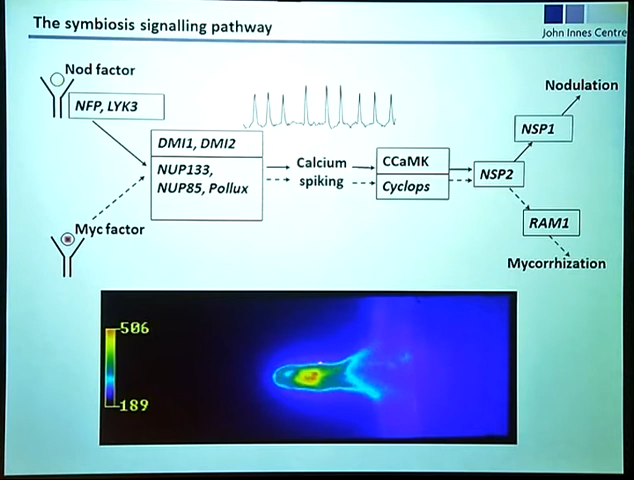 The symbiosis signalling pathway
John Innes Centre
Nod factor
NFP, LYK3
Nodulation
NSP1
DMI1, DMI2
NUP133,
NUP85, Pollux
Calcium
spiking
CCaMK
Cyclops
NSP2
RAM1
Myc factor
Mycorrhization
506
189